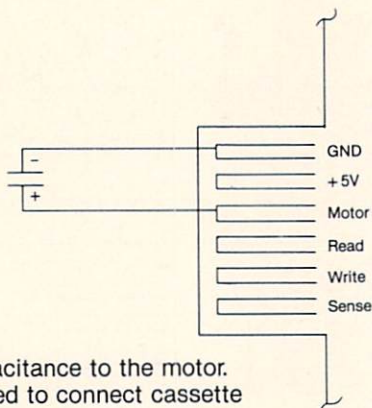 -
GND
+5V
+
Motor
Read
Write
Sense
acitance to the motor.
ed to connect cassette